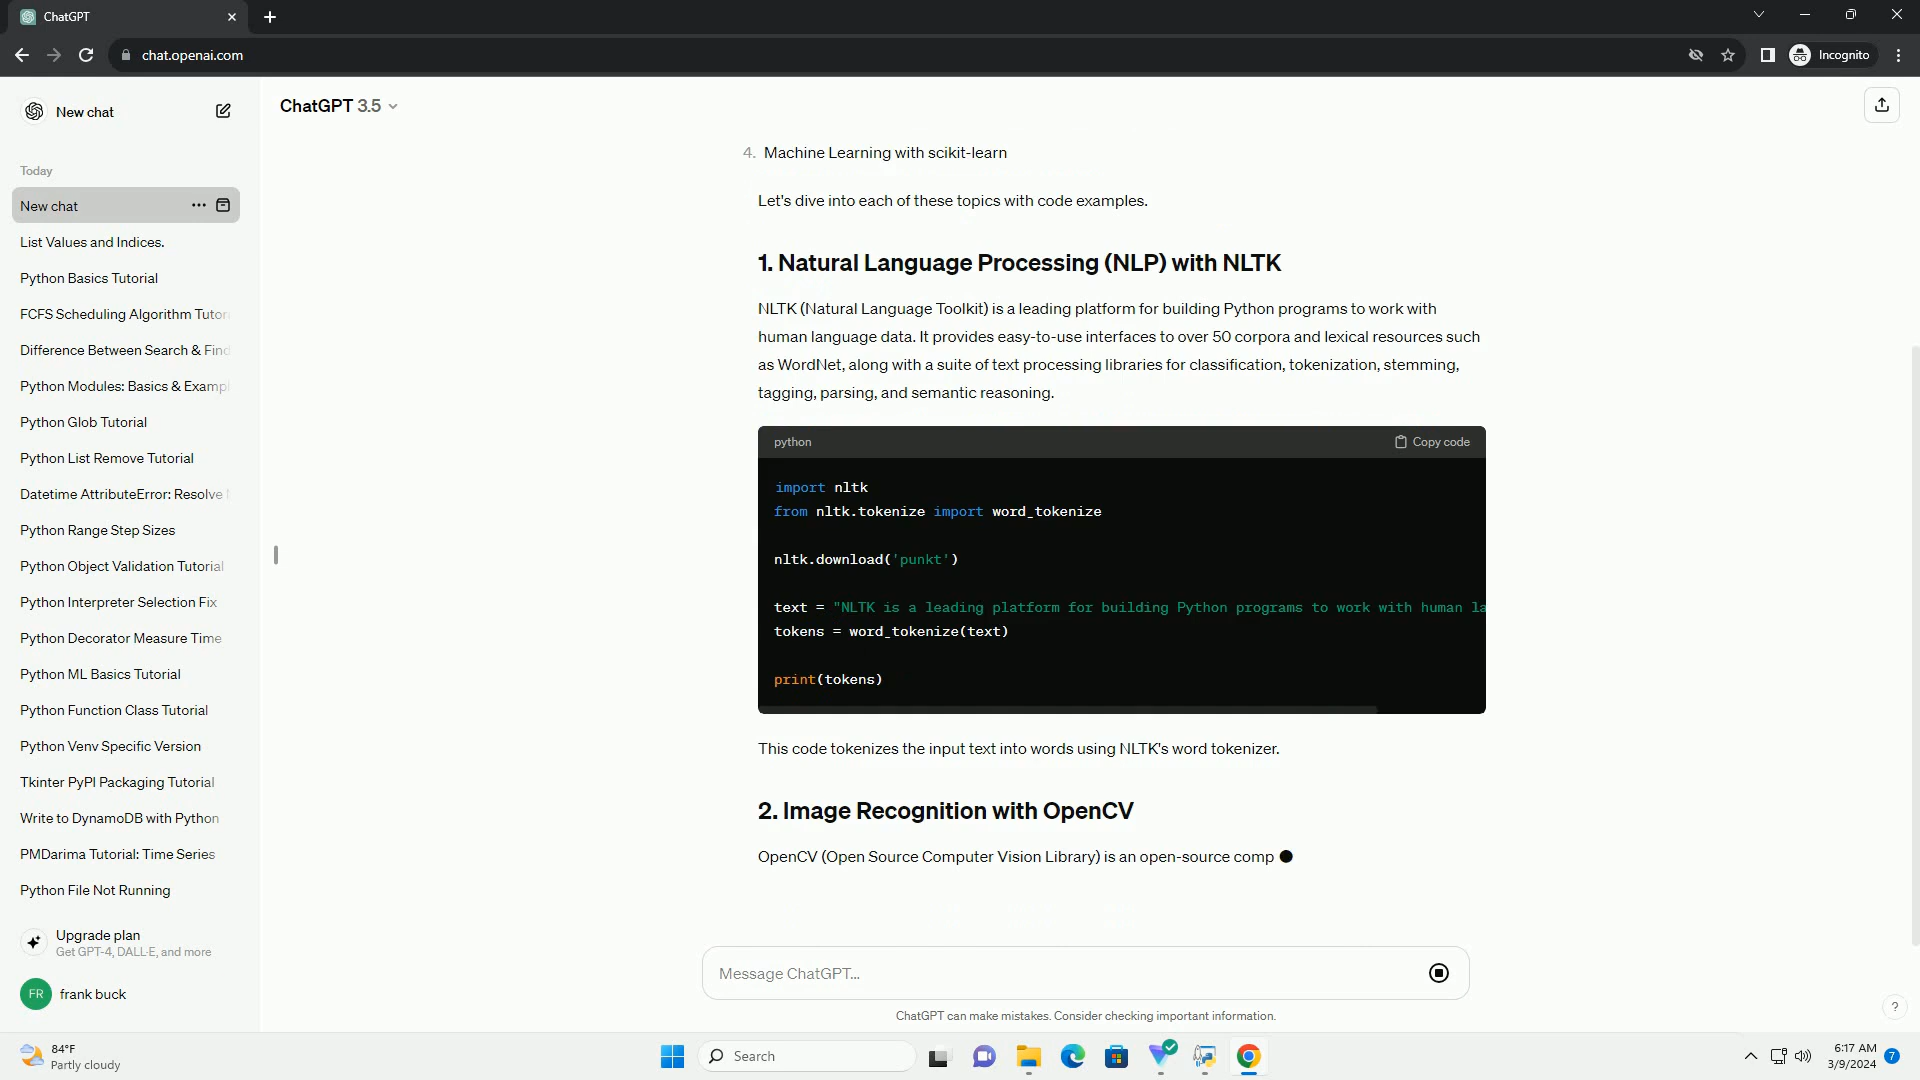 ChatGPT
chat.openai.com
Incognito
New chat
ChatGPT 3.5
Today
New chat
List Values and Indices.
Python Basics Tutorial
FCFS Scheduling Algorithm Tutor
Difference Between Search & Find
Python Modules: Basics & Exampl
Python Glob Tutorial
Python List Remove Tutorial
Datetime AttributeError: Resolve
Python Range Step Sizes
Python Object Validation Tutorial
Python Interpreter Selection Fix
Python Decorator Measure Time
Python ML Basics Tutorial
Python Function Class Tutorial
Python Venv Specific Version
Tkinter PyPI Packaging Tutorial
Write to DynamoDB with Python
PMDarima Tutorial: Time Series
Python File Not Running
Upgrade plan
Get GPT-4, DALL·E, and more
FR frank buck
4. Machine Learning with scikit-learn
Let's dive into each of these topics with code examples.
1. Natural Language Processing (NLP) with NLTK
NLTK (Natural Language Toolkit) is a leading platform for building Python programs to work with
human language data. It provides easy-to-use interfaces to over 50 corpora and lexical resources such
as WordNet, along with a suite of text processing libraries for classification, tokenization, stemming,
tagging, parsing, and semantic reasoning.
python Copy code
import nltk
from nltk.tokenize import word_tokenize
nltk.download('punkt')
text = "NLTK is a leading platform for building Python programs to work with human la
tokens = word_tokenize(text)
print(tokens)
This code tokenizes the input text into words using NLTK's word tokenizer.
2. Image Recognition with OpenCV
OpenCV (Open Source Computer Vision Library) is an open-source comp
Message ChatGPT...
ChatGPT can make mistakes. Consider checking important information.
?
84°F
Partly cloudy
Search
6:17 AM
3/9/2024
7